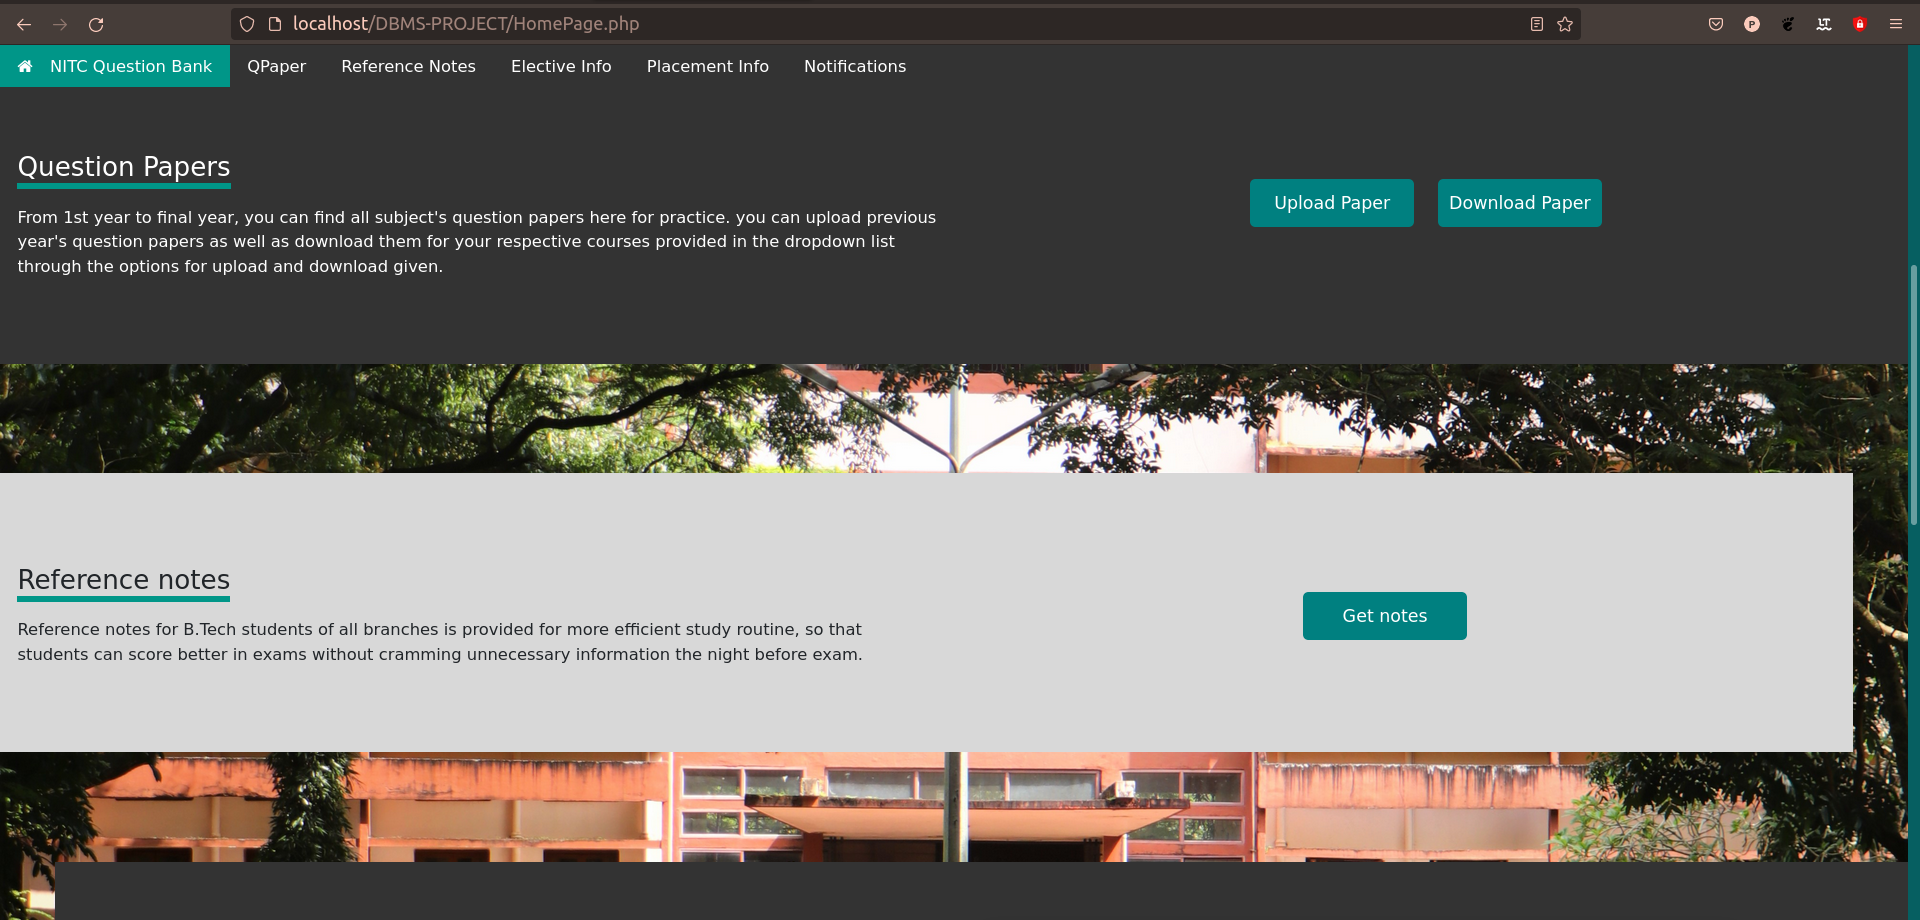 localhost/DBMS-PROJECT/HomePage.php
NITC Question Bank QPaper Reference Notes Elective Info Placement Info Notifications
Question Papers
From 1st year to final year, you can find all subject's question papers here for practice. you can upload previous
year's question papers as well as download them for your respective courses provided in the dropdown list
through the options for upload and download given.
Upload Paper Download Paper
Reference notes
Reference notes for B.Tech students of all branches is provided for more efficient study routine, so that
students can score better in exams without cramming unnecessary information the night before exam.
Get notes